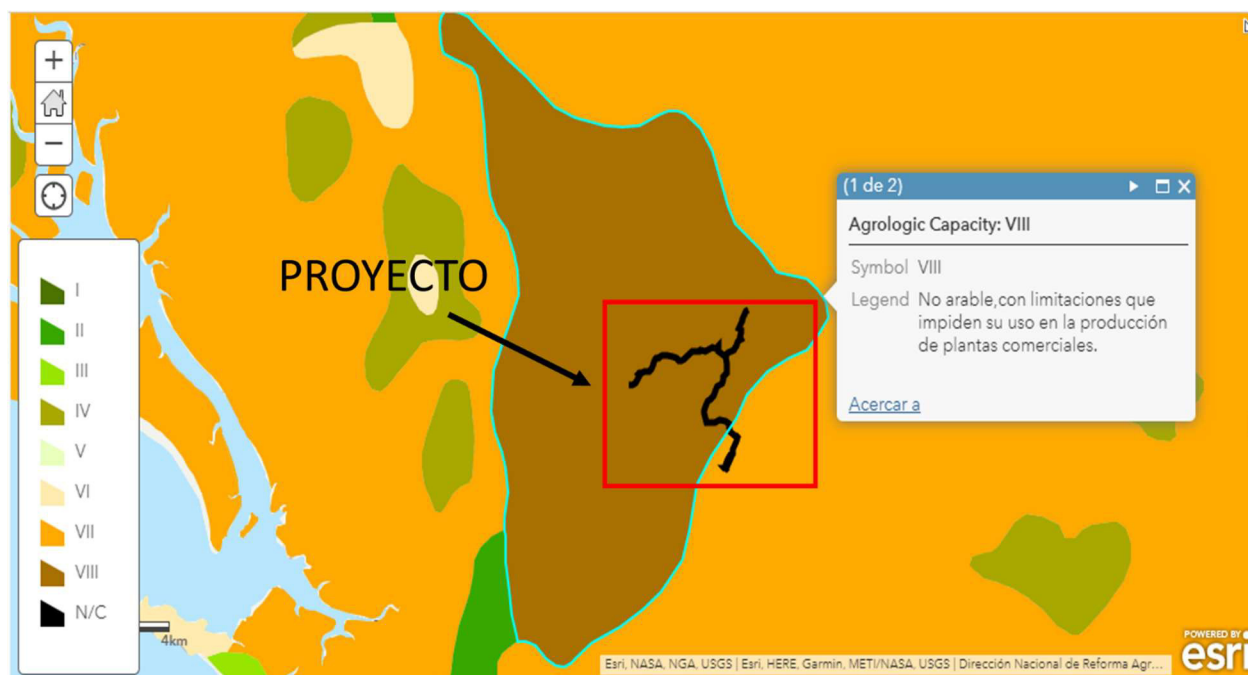 +
−
I
II
III
IV
V
VI
VII
VIII
N/C
4km
PROYECTO
(1 de 2)
Agrologic Capacity: VIII
Symbol VIII
Legend No arable,con limitaciones que
impiden su uso en la producción
de plantas comerciales.
Acercar a
POWERED BY
esri
Esri, NASA, NGA, USGS | Esri, HERE, Garmin, METI/NASA, USGS | Dirección Nacional de Reforma Agr...